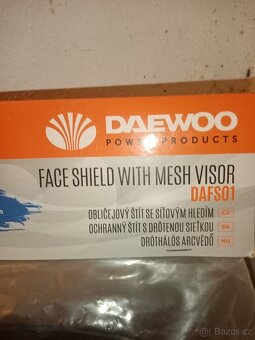 DAEWOO
POWER PRODUCTS
FACE SHIELD WITH MESH VISOR
DAFS01
OBLIČEJOVÝ ŠTÍT SE SÍŤOVÝM HLEDÍM CZ
OCHRANNÝ ŠTÍT S DRÔTENOU SIEŤKOU SK
DRÓTHÁLÓS ARCVÉDŐ HU
© Bazos.cz